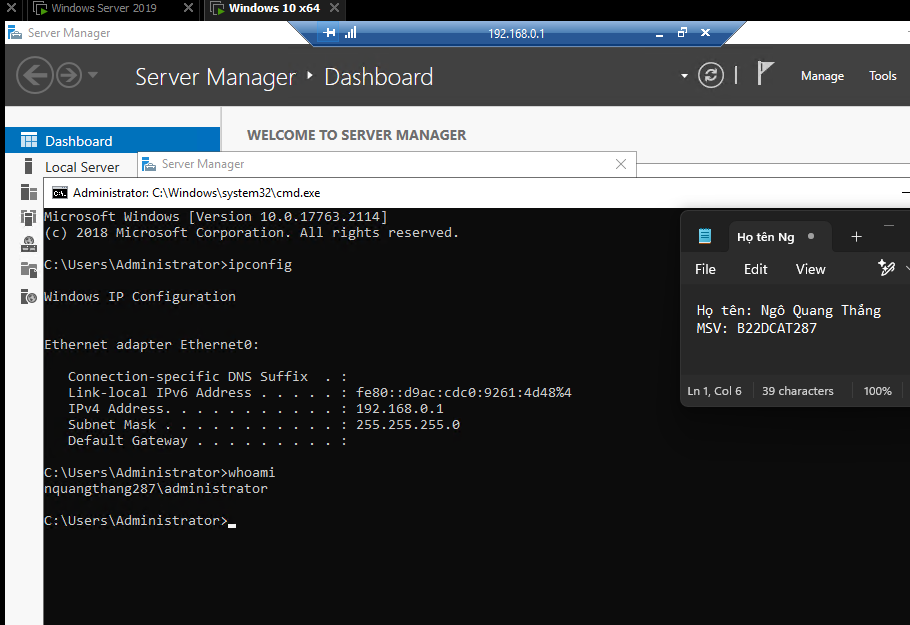 Windows Server 2019
Windows 10 x64
Server Manager
192.168.0.1
Server Manager
Dashboard
Manage
Tools
Dashboard
Local Server
WELCOME TO SERVER MANAGER
Server Manager
Administrator: C:\Windows\system32\cmd.exe
Microsoft Windows [Version 10.0.17763.2114]
(c) 2018 Microsoft Corporation. All rights reserved.
C:\Users\Administrator>ipconfig
Windows IP Configuration
Ethernet adapter Ethernet0:
Connection-specific DNS Suffix  . :
Link-local IPv6 Address . . . . . : fe80::d9ac:cdc0:9261:4d48%4
IPv4 Address. . . . . . . . . . . : 192.168.0.1
Subnet Mask . . . . . . . . . . . : 255.255.255.0
Default Gateway . . . . . . . . . :
C:\Users\Administrator>whoami
nquangthang287\administrator
C:\Users\Administrator>
Họ tên Ng
File
Edit
View
Họ tên: Ngô Quang Thắng
MSV: B22DCAT287
Ln 1, Col 6
39 characters
100%